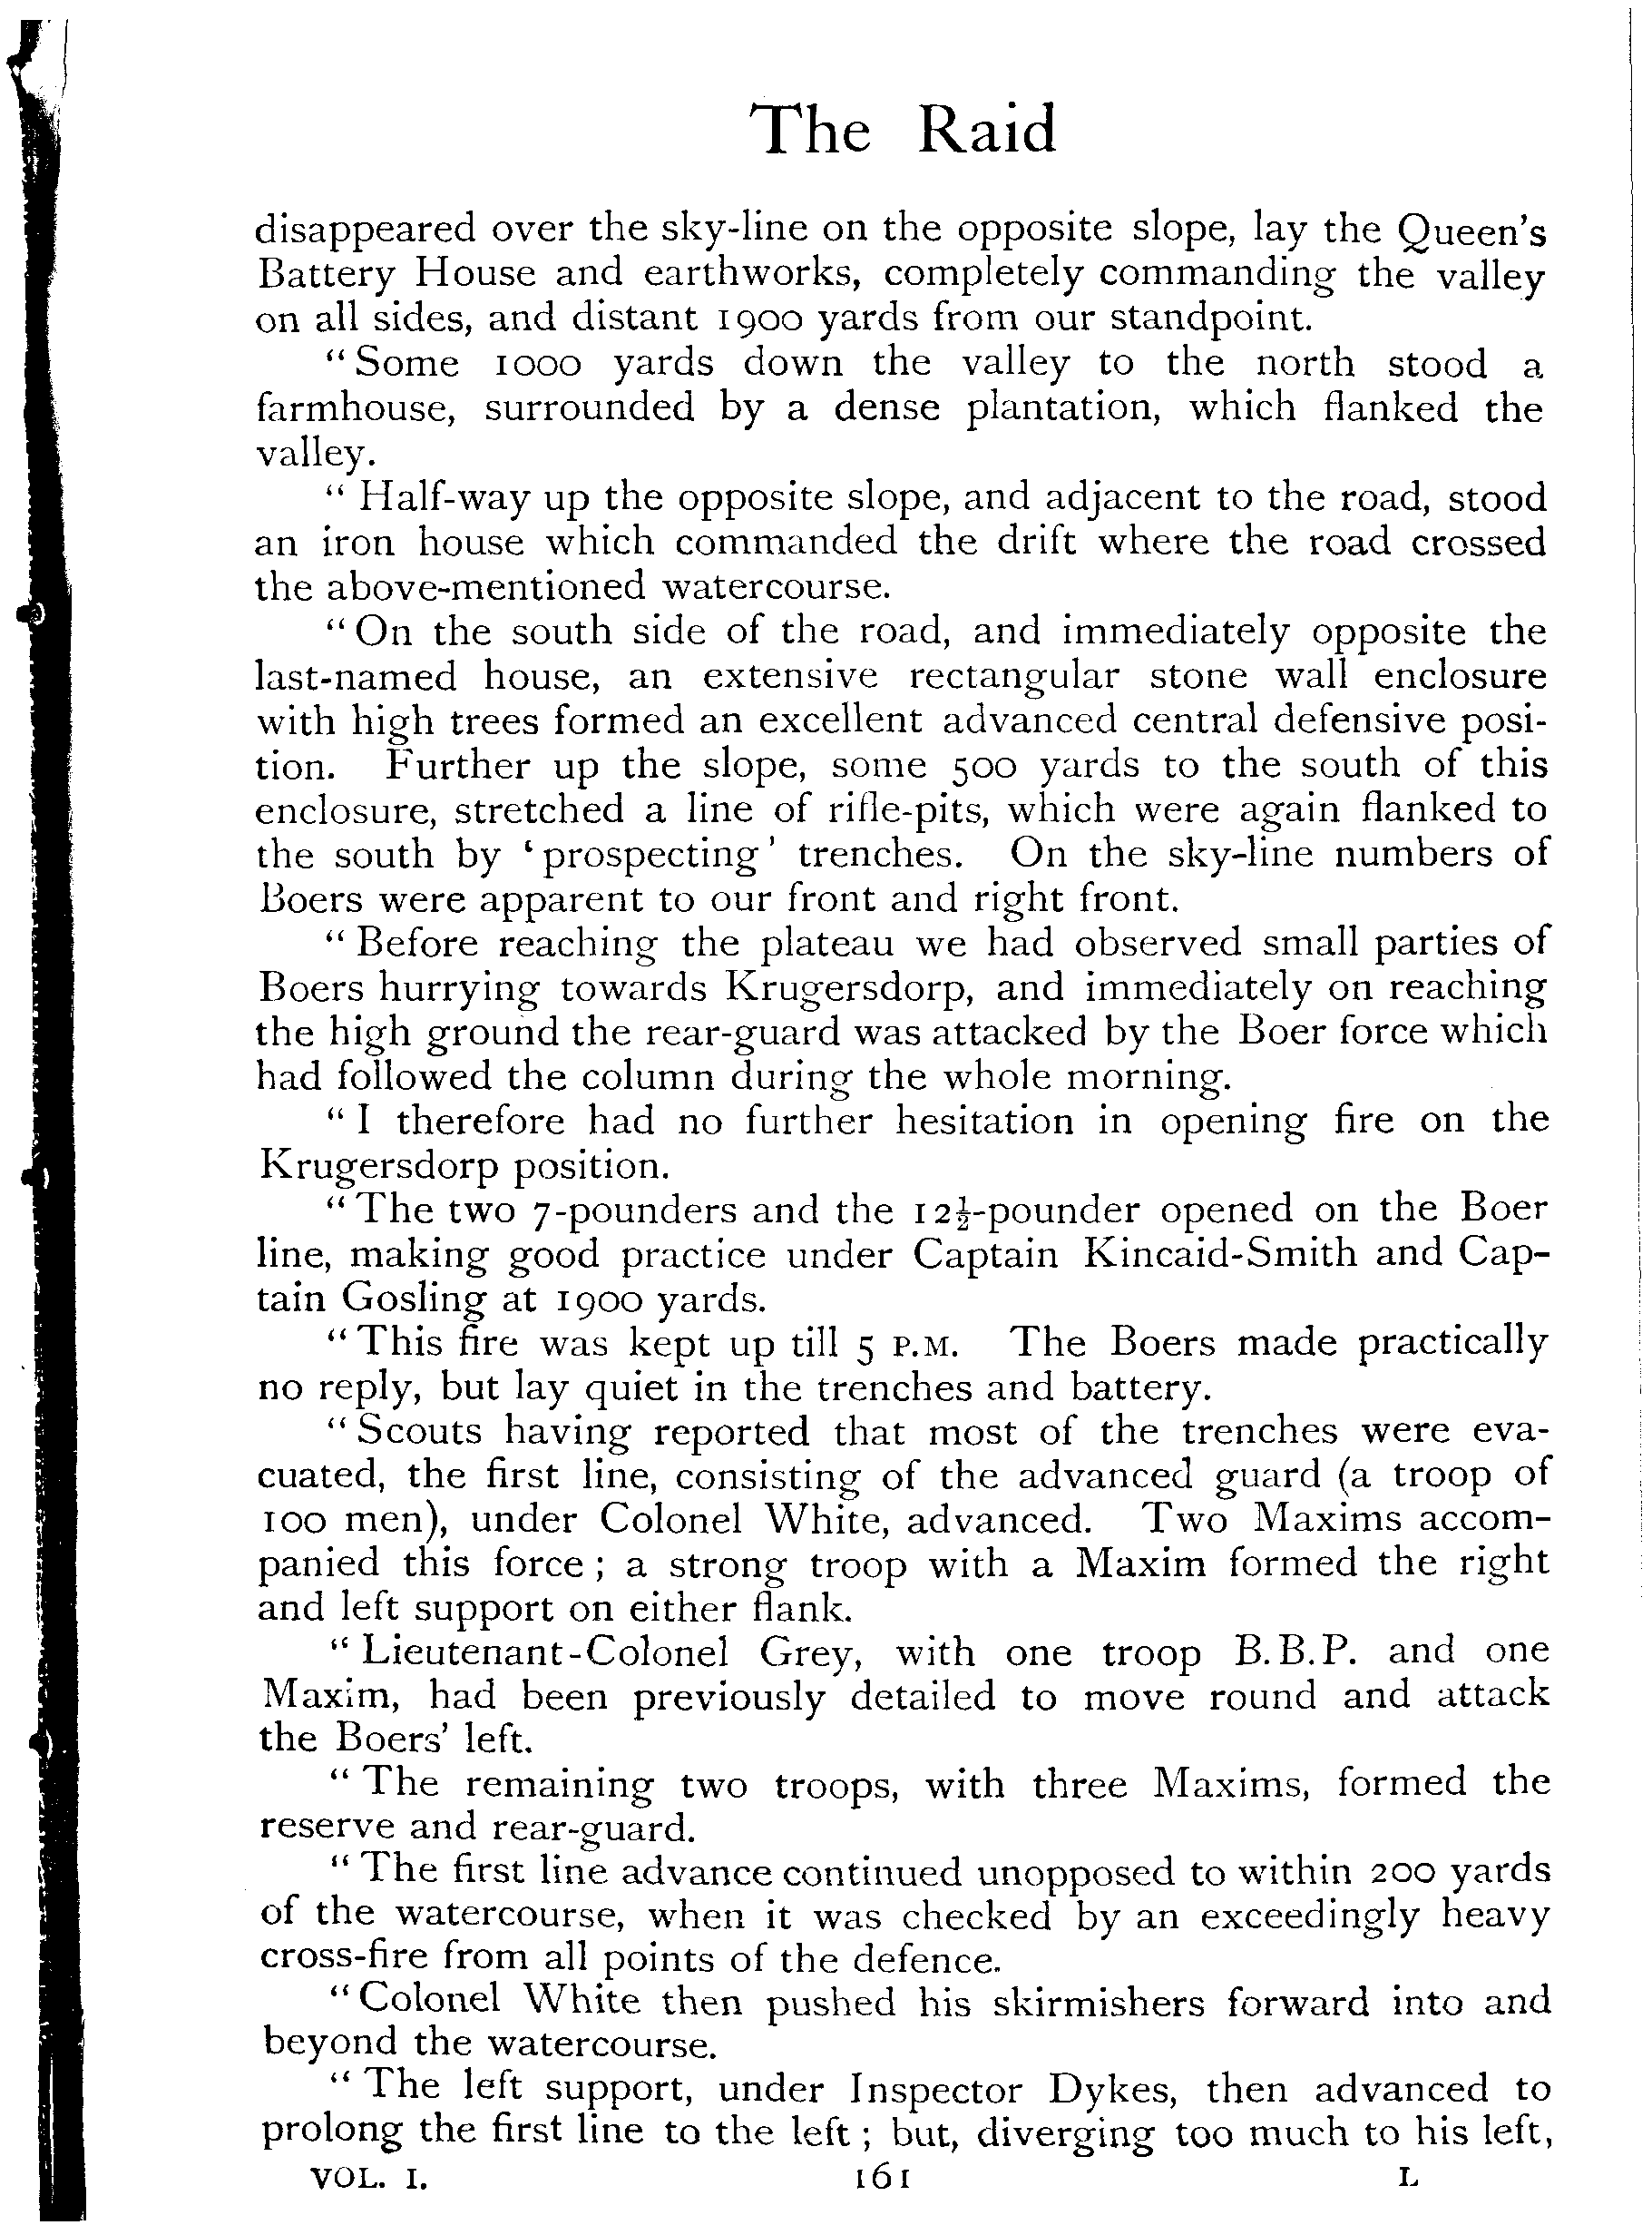 The Raid
disappeared over the sky-line on the opposite slope, lay the Queen's
Battery House and earthworks, completely commanding the valley
on all sides, and distant 1900 yards from our standpoint.
“Some 1000 yards down the valley to the north stood a
farmhouse, surrounded by a dense plantation, which flanked the
valley.
“Half-way up the opposite slope, and adjacent to the road, stood
an iron house which commanded the drift where the road crossed
the above-mentioned watercourse.
“On the south side of the road, and immediately opposite the
last-named house, an extensive rectangular stone wall enclosure
with high trees formed an excellent advanced central defensive posi-
tion. Further up the slope, some 500 yards to the south of this
enclosure, stretched a line of rifle-pits, which were again flanked to
the south by ‘prospecting’ trenches. On the sky-line numbers of
Boers were apparent to our front and right front.
“Before reaching the plateau we had observed small parties of
Boers hurrying towards Krugersdorp, and immediately on reaching
the high ground the rear-guard was attacked by the Boer force which
had followed the column during the whole morning.
“I therefore had no further hesitation in opening fire on the
Krugersdorp position.
“The two 7-pounders and the 12½-pounder opened on the Boer
line, making good practice under Captain Kincaid-Smith and Cap-
tain Gosling at 1900 yards.
“This fire was kept up till 5 P.M. The Boers made practically
no reply, but lay quiet in the trenches and battery.
“Scouts having reported that most of the trenches were eva-
cuated, the first line, consisting of the advanced guard (a troop of
100 men), under Colonel White, advanced. Two Maxims accom-
panied this force; a strong troop with a Maxim formed the right
and left support on either flank.
“Lieutenant-Colonel Grey, with one troop B.B.P. and one
Maxim, had been previously detailed to move round and attack
the Boers' left.
“The remaining two troops, with three Maxims, formed the
reserve and rear-guard.
“The first line advance continued unopposed to within 200 yards
of the watercourse, when it was checked by an exceedingly heavy
cross-fire from all points of the defence.
“Colonel White then pushed his skirmishers forward into and
beyond the watercourse.
“The left support, under Inspector Dykes, then advanced to
prolong the first line to the left; but, diverging too much to his left,
VOL. I. 161 L